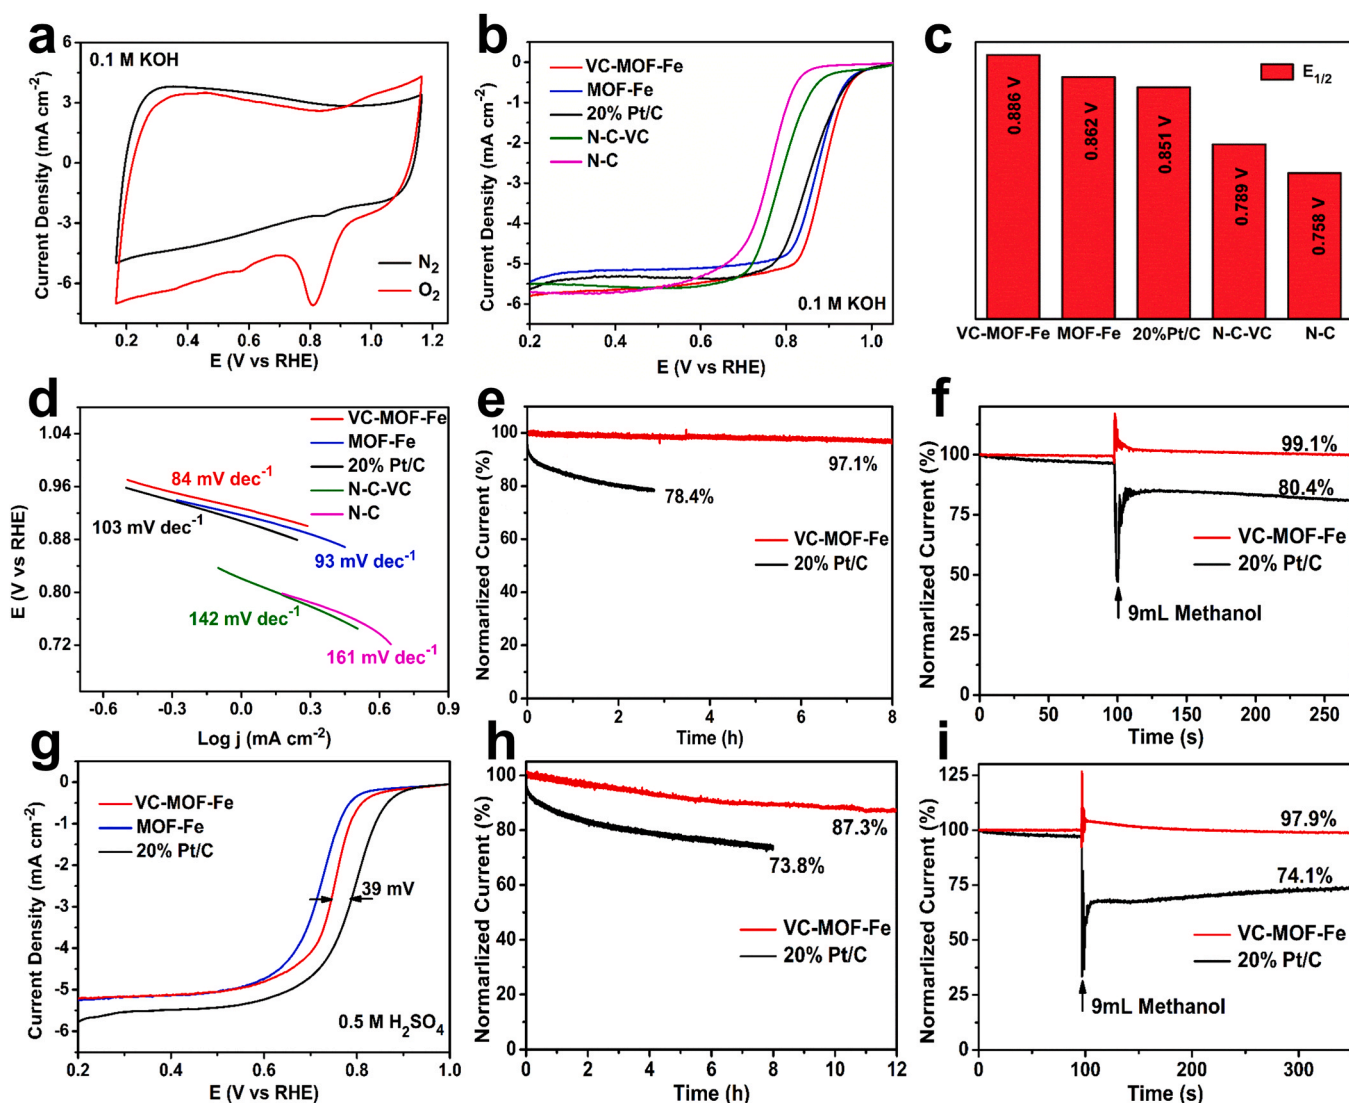 a
0.1 M KOH
6
3
0
-3
-6
Current Density (mA cm⁻²)
N₂
O₂
0.2 0.4 0.6 0.8 1.0 1.2
E (V vs RHE)
b
0
-1
-2
-3
-4
-5
-6
Current Density (mA cm⁻²)
VC-MOF-Fe
MOF-Fe
20% Pt/C
N-C-VC
N-C
0.1 M KOH
0.2 0.4 0.6 0.8 1.0
E (V vs RHE)
c
E₁/₂
0.886 V
0.862 V
0.851 V
0.789 V
0.758 V
VC-MOF-Fe MOF-Fe 20%Pt/C N-C-VC N-C
d
1.04
0.96
0.88
0.80
0.72
E (V vs RHE)
VC-MOF-Fe
MOF-Fe
20% Pt/C
N-C-VC
N-C
84 mV dec⁻¹
103 mV dec⁻¹
93 mV dec⁻¹
142 mV dec⁻¹
161 mV dec⁻¹
-0.6 -0.3 0.0 0.3 0.6 0.9
Log j (mA cm⁻²)
e
100
80
60
40
20
0
Normarlized Current (%)
97.1%
78.4%
VC-MOF-Fe
20% Pt/C
0 2 4 6 8
Time (h)
f
100
75
50
25
0
Normarlized Current (%)
99.1%
80.4%
VC-MOF-Fe
20% Pt/C
9mL Methanol
0 50 100 150 200 250
Time (s)
g
0
-1
-2
-3
-4
-5
-6
Current Density (mA cm⁻²)
VC-MOF-Fe
MOF-Fe
20% Pt/C
39 mV
0.5 M H₂SO₄
0.2 0.4 0.6 0.8 1.0
E (V vs RHE)
h
100
80
60
40
20
0
Normarlized Current (%)
87.3%
73.8%
VC-MOF-Fe
20% Pt/C
0 2 4 6 8 10 12
Time (h)
i
125
100
75
50
25
0
Normarlized Current (%)
97.9%
74.1%
VC-MOF-Fe
20% Pt/C
9mL Methanol
0 100 200 300
Time (s)